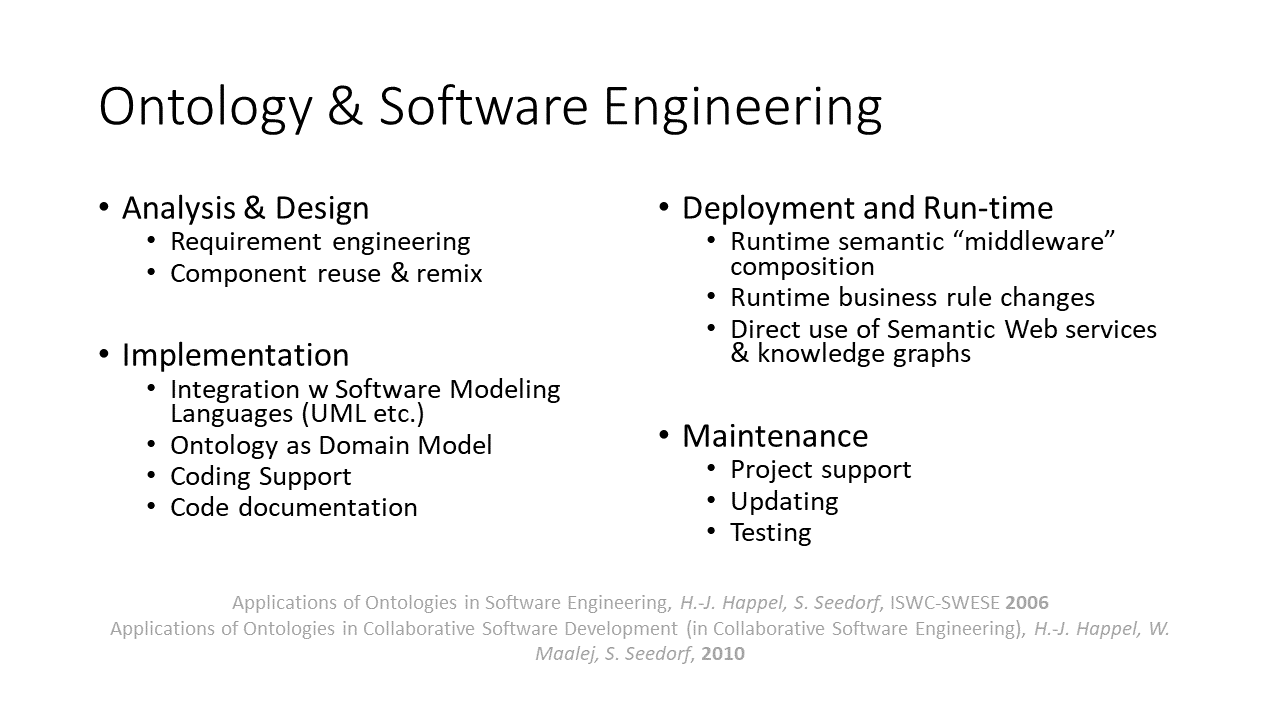 Ontology & Software Engineering
• Analysis & Design
• Requirement engineering
• Component reuse & remix
• Implementation
• Integration w Software Modeling
Languages (UML etc.)
• Ontology as Domain Model
• Coding Support
• Code documentation
• Deployment and Run-time
• Runtime semantic “middleware”
composition
• Runtime business rule changes
• Direct use of Semantic Web services
& knowledge graphs
• Maintenance
• Project support
• Updating
• Testing
Applications of Ontologies in Software Engineering, H.-J. Happel, S. Seedorf, ISWC-SWESE 2006
Applications of Ontologies in Collaborative Software Development (in Collaborative Software Engineering), H.-J. Happel, W.
Maalej, S. Seedorf, 2010